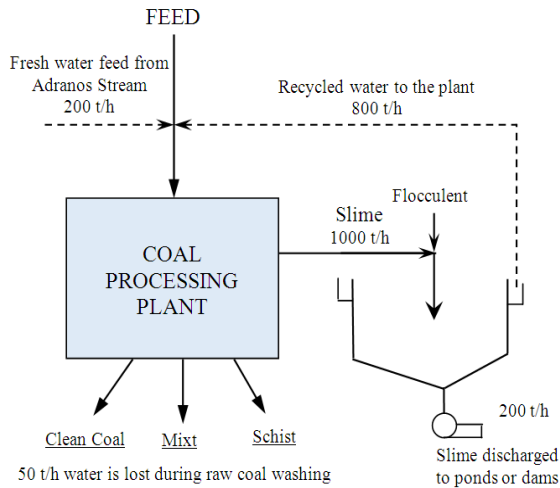 FEED
Fresh water feed from
Adranos Stream
200 t/h
Recycled water to the plant
800 t/h
Flocculent
Slime
1000 t/h
COAL
PROCESSING
PLANT
200 t/h
Clean Coal
Mixt
Schist
Slime discharged
to ponds or dams
50 t/h water is lost during raw coal washing